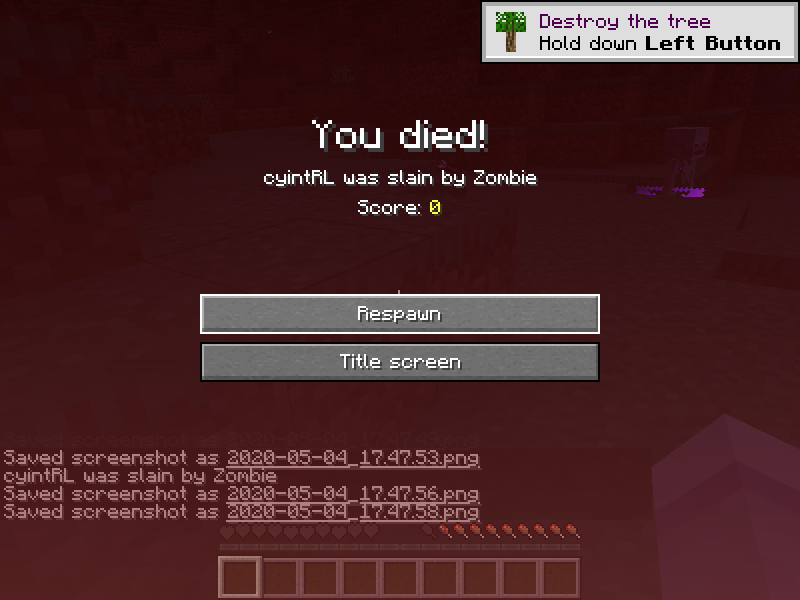 Destroy the tree
Hold down Left Button
You died!
cyintRL was slain by Zombie
Score: 0
Respawn
Title screen
Saved screenshot as 2020-05-04_17.47.53.png
cyintRL was slain by Zombie
Saved screenshot as 2020-05-04_17.47.56.png
Saved screenshot as 2020-05-04_17.47.58.png